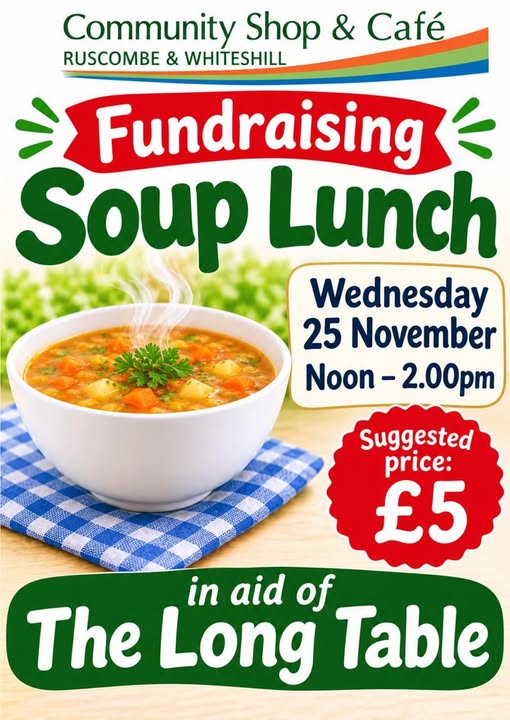 Community Shop & Café
RUSCOMBE & WHITESHILL
Fundraising
Soup Lunch
Wednesday
25 November
Noon – 2.00pm
Suggested
price:
£5
in aid of
The Long Table